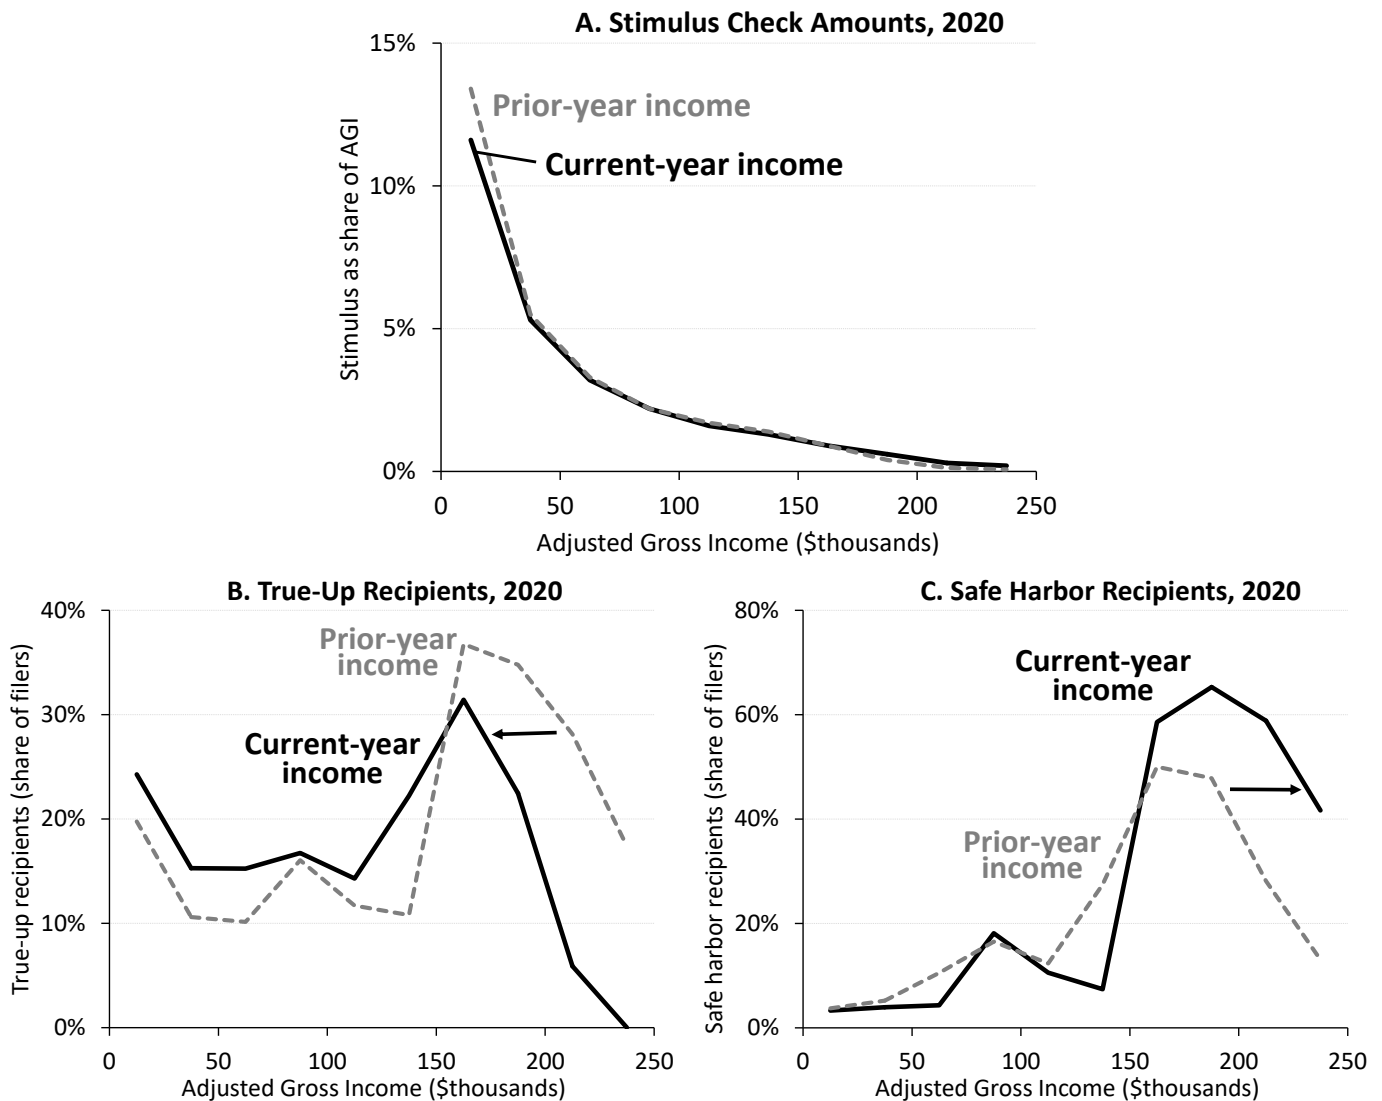 A. Stimulus Check Amounts, 2020
15%
10%
5%
0%
Stimulus as share of AGI
Prior-year income
Current-year income
0 50 100 150 200 250
Adjusted Gross Income ($thousands)
B. True-Up Recipients, 2020
40%
30%
20%
10%
0%
True-up recipients (share of filers)
Prior-year
income
Current-year
income
0 50 100 150 200 250
Adjusted Gross Income ($thousands)
C. Safe Harbor Recipients, 2020
80%
60%
40%
20%
0%
Safe harbor recipients (share of filers)
Current-year
income
Prior-year
income
0 50 100 150 200 250
Adjusted Gross Income ($thousands)